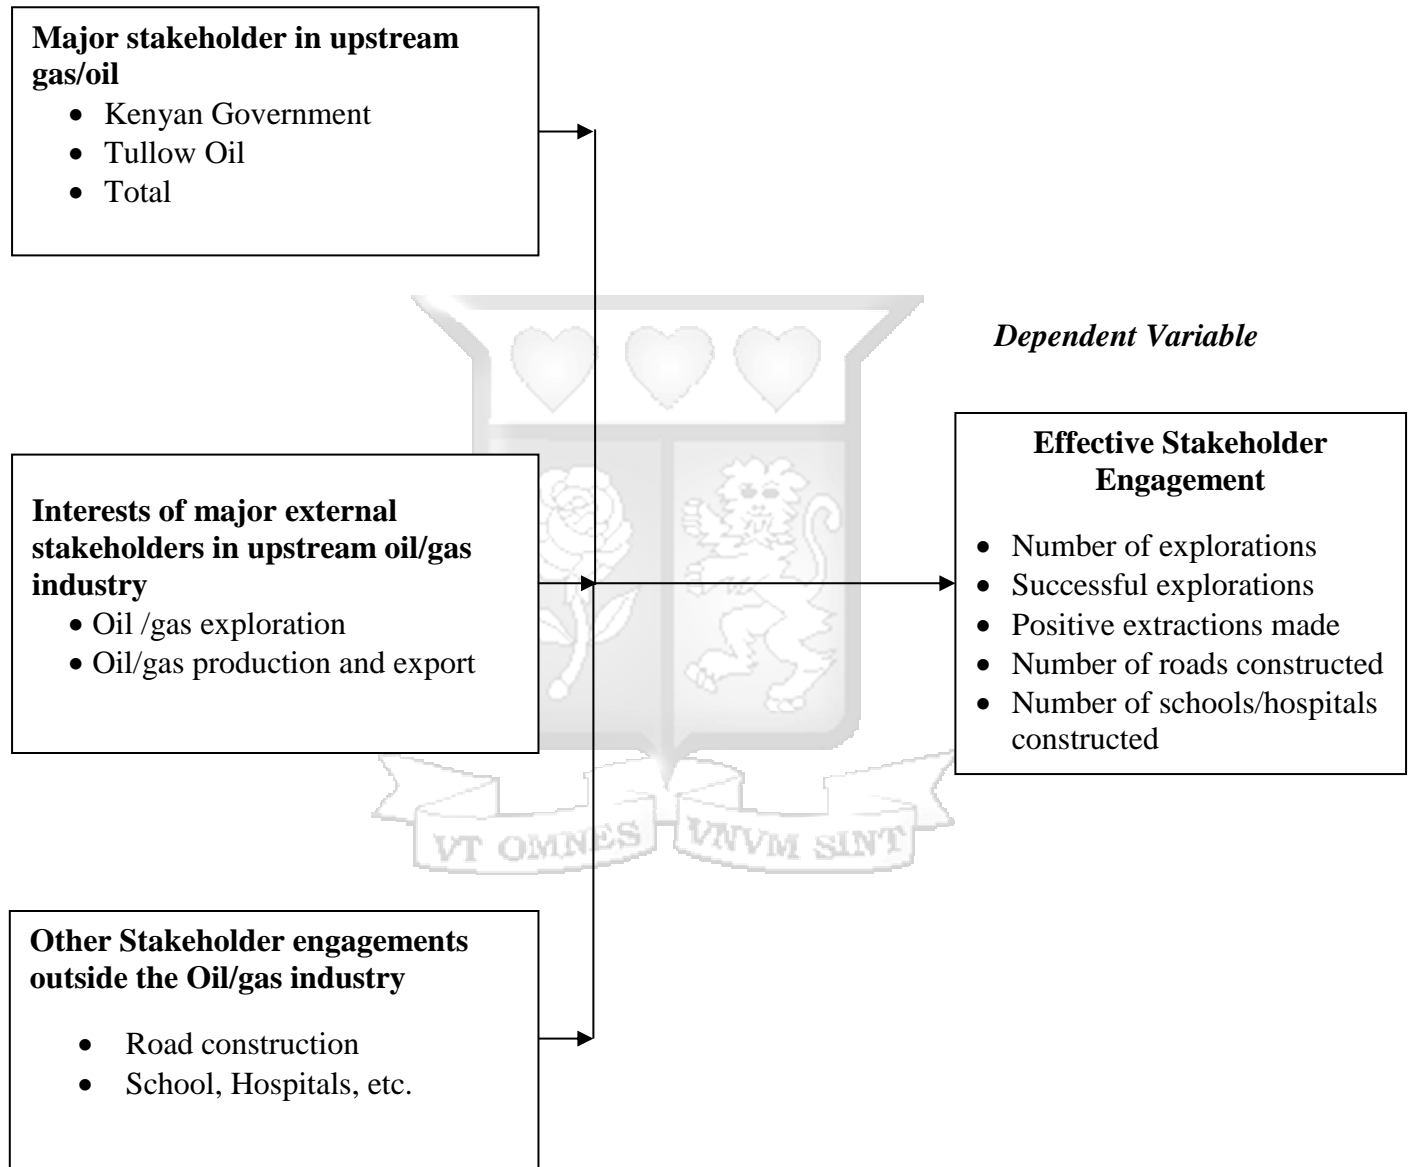 Major stakeholder in upstream
gas/oil
• Kenyan Government
• Tullow Oil
• Total
Dependent Variable
Interests of major external
stakeholders in upstream oil/gas
industry
• Oil /gas exploration
• Oil/gas production and export
Effective Stakeholder
Engagement
• Number of explorations
• Successful explorations
• Positive extractions made
• Number of roads constructed
• Number of schools/hospitals
constructed
VT OMNES VNVM SINT
Other Stakeholder engagements
outside the Oil/gas industry
• Road construction
• School, Hospitals, etc.